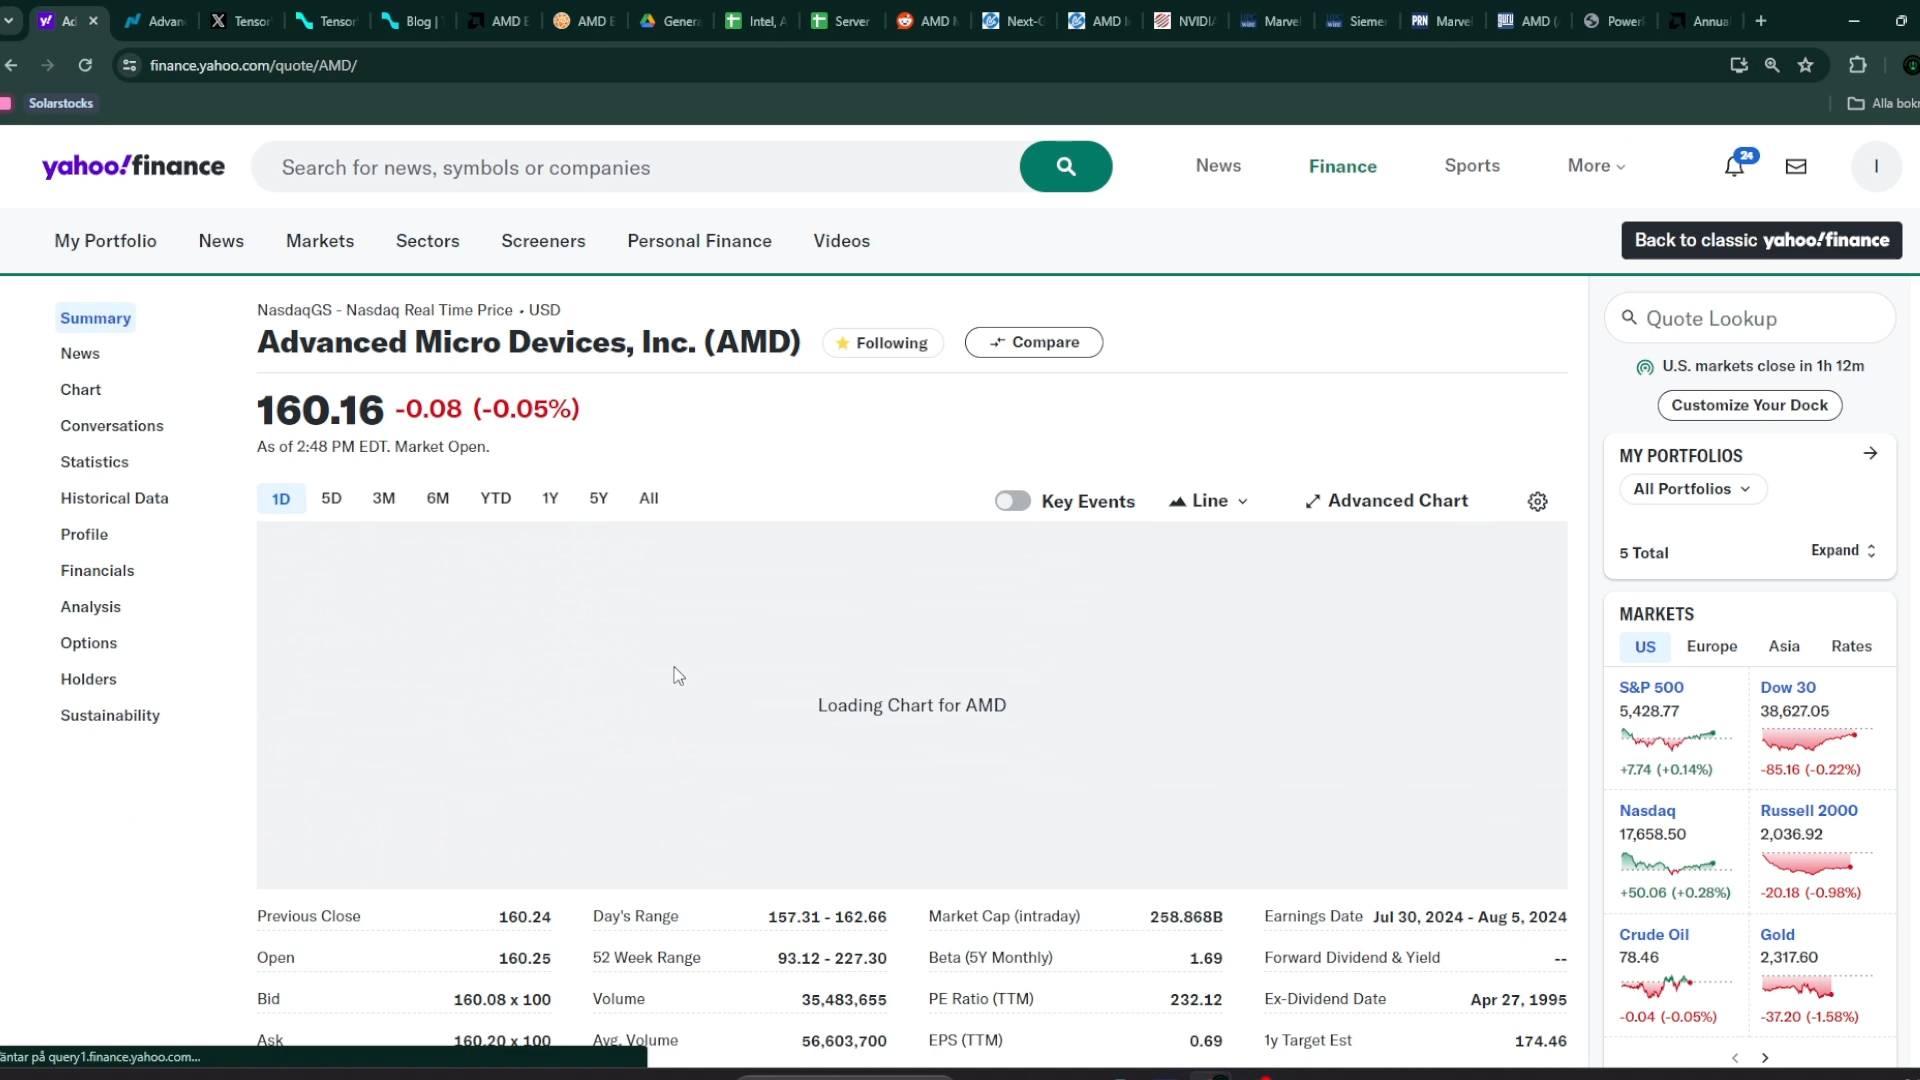 Ad
Advan
Tensor
Tensor
Blog |
AMD E
AMD E
Genera
Intel, A
Server
AMD
Next-G
AMD
NVIDI
Marvel
Siemen
Marvel
AMD (
Power
Annua
finance.yahoo.com/quote/AMD/
Solarstocks
Alla bok
yahoo!finance
Search for news, symbols or companies
News
Finance
Sports
More
24
I
My Portfolio
News
Markets
Sectors
Screeners
Personal Finance
Videos
Back to classic yahoo!finance
Summary
News
Chart
Conversations
Statistics
Historical Data
Profile
Financials
Analysis
Options
Holders
Sustainability
NasdaqGS - Nasdaq Real Time Price • USD
Advanced Micro Devices, Inc. (AMD)
Following
Compare
160.16 -0.08 (-0.05%)
As of 2:48 PM EDT. Market Open.
1D 5D 3M 6M YTD 1Y 5Y All
Key Events
Line
Advanced Chart
Loading Chart for AMD
Previous Close 160.24
Day's Range 157.31 - 162.66
Market Cap (intraday) 258.868B
Earnings Date Jul 30, 2024 - Aug 5, 2024
Open 160.25
52 Week Range 93.12 - 227.30
Beta (5Y Monthly) 1.69
Forward Dividend & Yield --
Bid 160.08 x 100
Volume 35,483,655
PE Ratio (TTM) 232.12
Ex-Dividend Date Apr 27, 1995
Ask 160.20 x 100
Avg. Volume 56,603,700
EPS (TTM) 0.69
1y Target Est 174.46
Quote Lookup
U.S. markets close in 1h 12m
Customize Your Dock
MY PORTFOLIOS
All Portfolios
5 Total
Expand
MARKETS
US Europe Asia Rates
S&P 500
5,428.77
+7.74 (+0.14%)
Dow 30
38,627.05
-85.16 (-0.22%)
Nasdaq
17,658.50
+50.06 (+0.28%)
Russell 2000
2,036.92
-20.18 (-0.98%)
Crude Oil
78.46
-0.04 (-0.05%)
Gold
2,317.60
-37.20 (-1.58%)
äntar på query1.finance.yahoo.com...